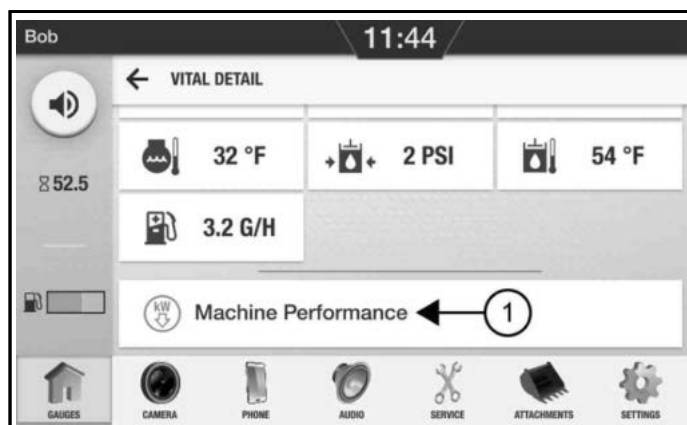 Bob
11:44
← VITAL DETAIL
32 °F
2 PSI
54 °F
52.5
3.2 G/H
kW
Machine Performance
1
GAUGES
CAMERA
PHONE
AUDIO
SERVICE
ATTACHMENTS
SETTINGS